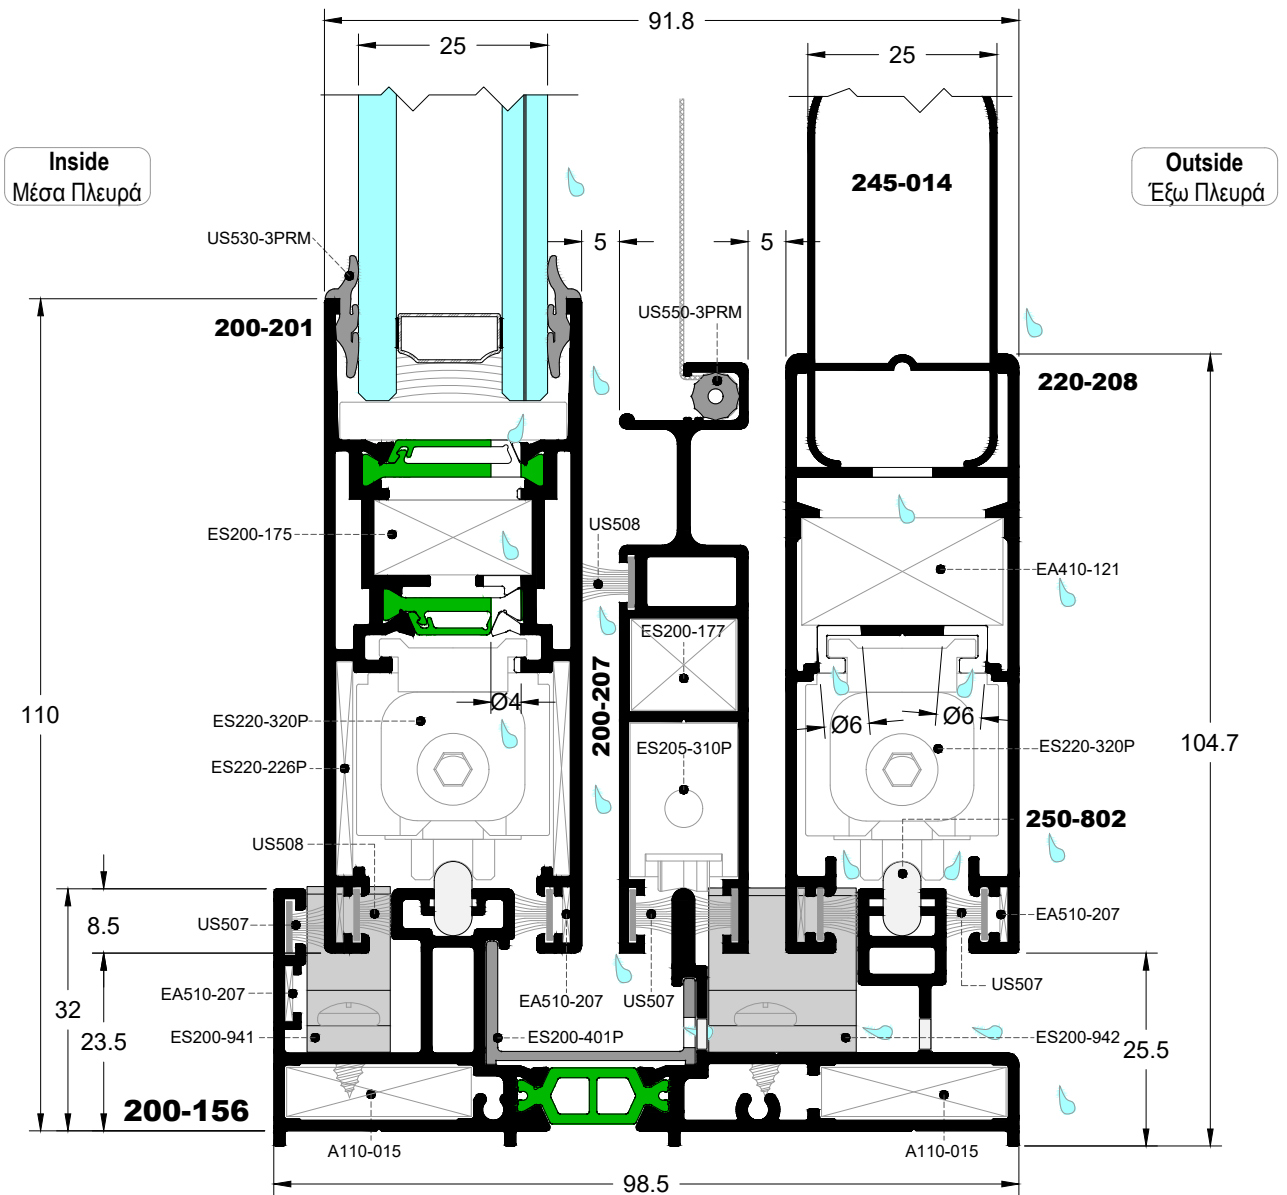 91.8
25
25
Inside
Μέσα Πλευρά
Outside
Έξω Πλευρά
245-014
US530-3PRM
5
5
US550-3PRM
200-201
220-208
ES200-175
US508
EA410-121
ES200-177
200-207
110
Ø4
Ø6
Ø6
ES220-320P
ES205-310P
ES220-320P
104.7
ES220-226P
250-802
US508
8.5
US507
EA510-207
EA510-207
EA510-207
US507
US507
32
23.5
ES200-941
ES200-401P
ES200-942
25.5
200-156
A110-015
A110-015
98.5